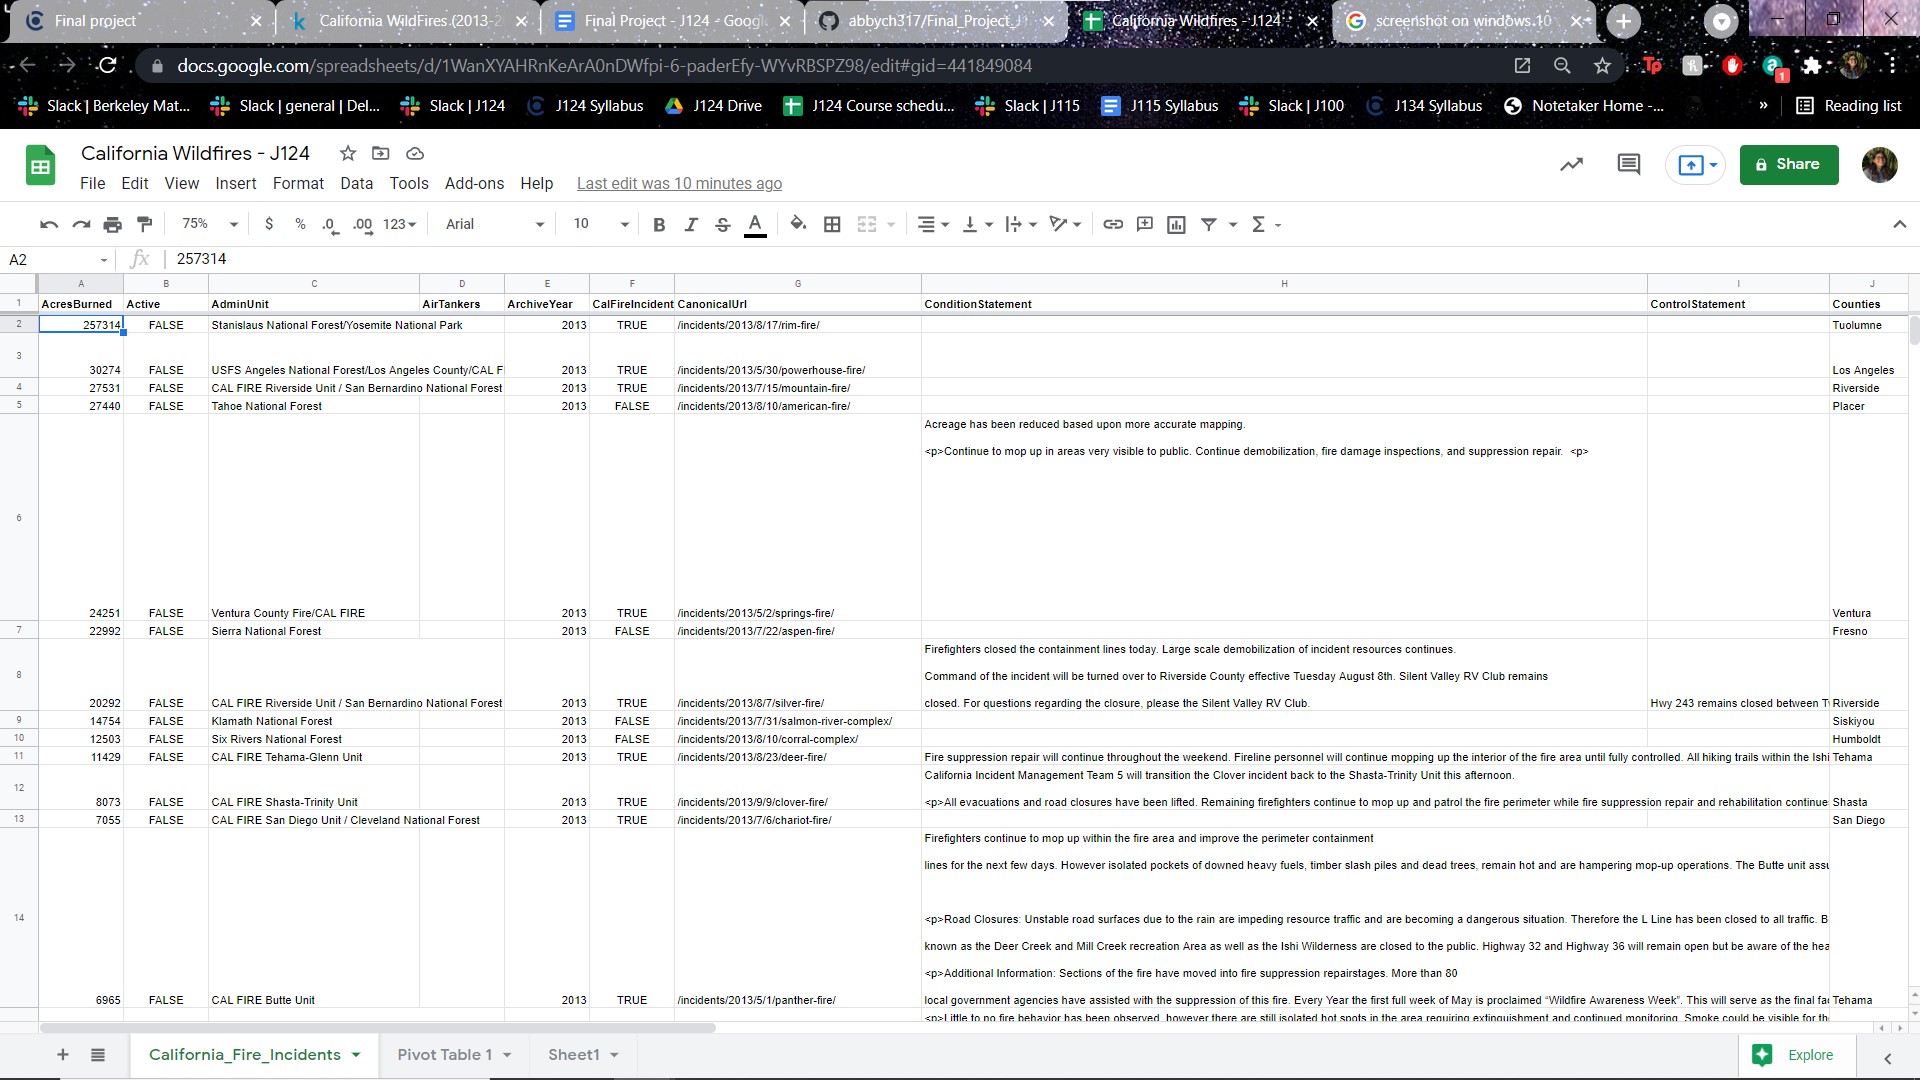 Final project
California WildFires (2013-2
Final Project - J124 - Googl
abbych317/Final_Project_J1
California Wildfires - J124
screenshot on windows 10
docs.google.com/spreadsheets/d/1WanXYAHRnKeArA0nDWfpi-6-paderEfy-WYvRBSPZ98/edit#gid=441849084
1
Slack | Berkeley Mat...
Slack | general | Del...
Slack | J124
J124 Syllabus
J124 Drive
J124 Course schedu...
Slack | J115
J115 Syllabus
Slack | J100
J134 Syllabus
Notetaker Home -...
»
Reading list
California Wildfires - J124
Share
File Edit View Insert Format Data Tools Add-ons Help Last edit was 10 minutes ago
75% $ % .0 .00 123 Arial 10 B I S A Σ
A2 fx 257314
A B C D E F G H I J
1 AcresBurned Active AdminUnit AirTankers ArchiveYear CalFireIncident CanonicalUrl ConditionStatement ControlStatement Counties
2 257314 FALSE Stanislaus National Forest/Yosemite National Park 2013 TRUE /incidents/2013/8/17/rim-fire/ Tuolumne
3 30274 FALSE USFS Angeles National Forest/Los Angeles County/CAL F 2013 TRUE /incidents/2013/5/30/powerhouse-fire/ Los Angeles
4 27531 FALSE CAL FIRE Riverside Unit / San Bernardino National Forest 2013 TRUE /incidents/2013/7/15/mountain-fire/ Riverside
5 27440 FALSE Tahoe National Forest 2013 FALSE /incidents/2013/8/10/american-fire/ Placer
Acreage has been reduced based upon more accurate mapping.
<p>Continue to mop up in areas very visible to public. Continue demobilization, fire damage inspections, and suppression repair. <p>
6 24251 FALSE Ventura County Fire/CAL FIRE 2013 TRUE /incidents/2013/5/2/springs-fire/ Ventura
7 22992 FALSE Sierra National Forest 2013 FALSE /incidents/2013/7/22/aspen-fire/ Fresno
Firefighters closed the containment lines today. Large scale demobilization of incident resources continues.
Command of the incident will be turned over to Riverside County effective Tuesday August 8th. Silent Valley RV Club remains
8 20292 FALSE CAL FIRE Riverside Unit / San Bernardino National Forest 2013 TRUE /incidents/2013/8/7/silver-fire/ closed. For questions regarding the closure, please the Silent Valley RV Club. Hwy 243 remains closed between Riverside
9 14754 FALSE Klamath National Forest 2013 FALSE /incidents/2013/7/31/salmon-river-complex/ Siskiyou
10 12503 FALSE Six Rivers National Forest 2013 FALSE /incidents/2013/8/10/corral-complex/ Humboldt
11 11429 FALSE CAL FIRE Tehama-Glenn Unit 2013 TRUE /incidents/2013/8/23/deer-fire/ Fire suppression repair will continue throughout the weekend. Fireline personnel will continue mopping up the interior of the fire area until fully controlled. All hiking trails within the Ishi Tehama
California Incident Management Team 5 will transition the Clover incident back to the Shasta-Trinity Unit this afternoon.
12 8073 FALSE CAL FIRE Shasta-Trinity Unit 2013 TRUE /incidents/2013/9/9/clover-fire/ <p>All evacuations and road closures have been lifted. Remaining firefighters continue to mop up and patrol the fire perimeter while fire suppression repair and rehabilitation continue Shasta
13 7055 FALSE CAL FIRE San Diego Unit / Cleveland National Forest 2013 TRUE /incidents/2013/7/6/chariot-fire/ San Diego
Firefighters continue to mop up within the fire area and improve the perimeter containment
lines for the next few days. However isolated pockets of downed heavy fuels, timber slash piles and dead trees, remain hot and are hampering mop-up operations. The Butte unit assu
<p>Road Closures: Unstable road surfaces due to the rain are impeding resource traffic and are becoming a dangerous situation. Therefore the L Line has been closed to all traffic. B
known as the Deer Creek and Mill Creek recreation Area as well as the Ishi Wilderness are closed to the public. Highway 32 and Highway 36 will remain open but be aware of the hea
<p>Additional Information: Sections of the fire have moved into fire suppression repairstages. More than 80
14 6965 FALSE CAL FIRE Butte Unit 2013 TRUE /incidents/2013/5/1/panther-fire/ local government agencies have assisted with the suppression of this fire. Every Year the first full week of May is proclaimed “Wildfire Awareness Week”. This will serve as the final fa Tehama
<p>Little to no fire behavior has been observed, however there are still isolated hot spots in the area requiring extinguishment and continued monitoring. Smoke could be visible for th
California_Fire_Incidents
Pivot Table 1
Sheet1
Explore